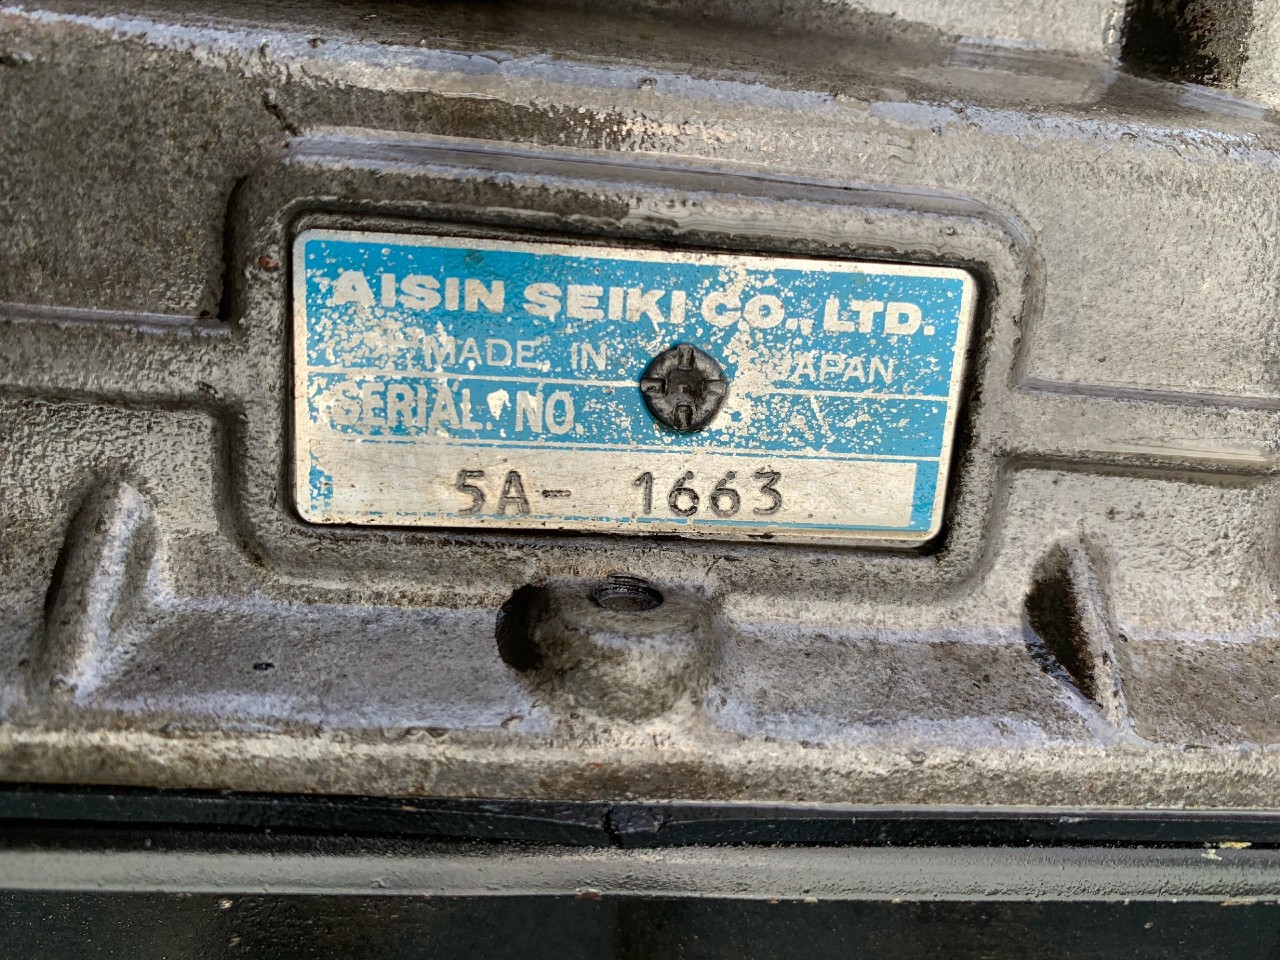 AISIN SEIKI CO., LTD.
MADE IN JAPAN
SERIAL NO.
5A- 1663